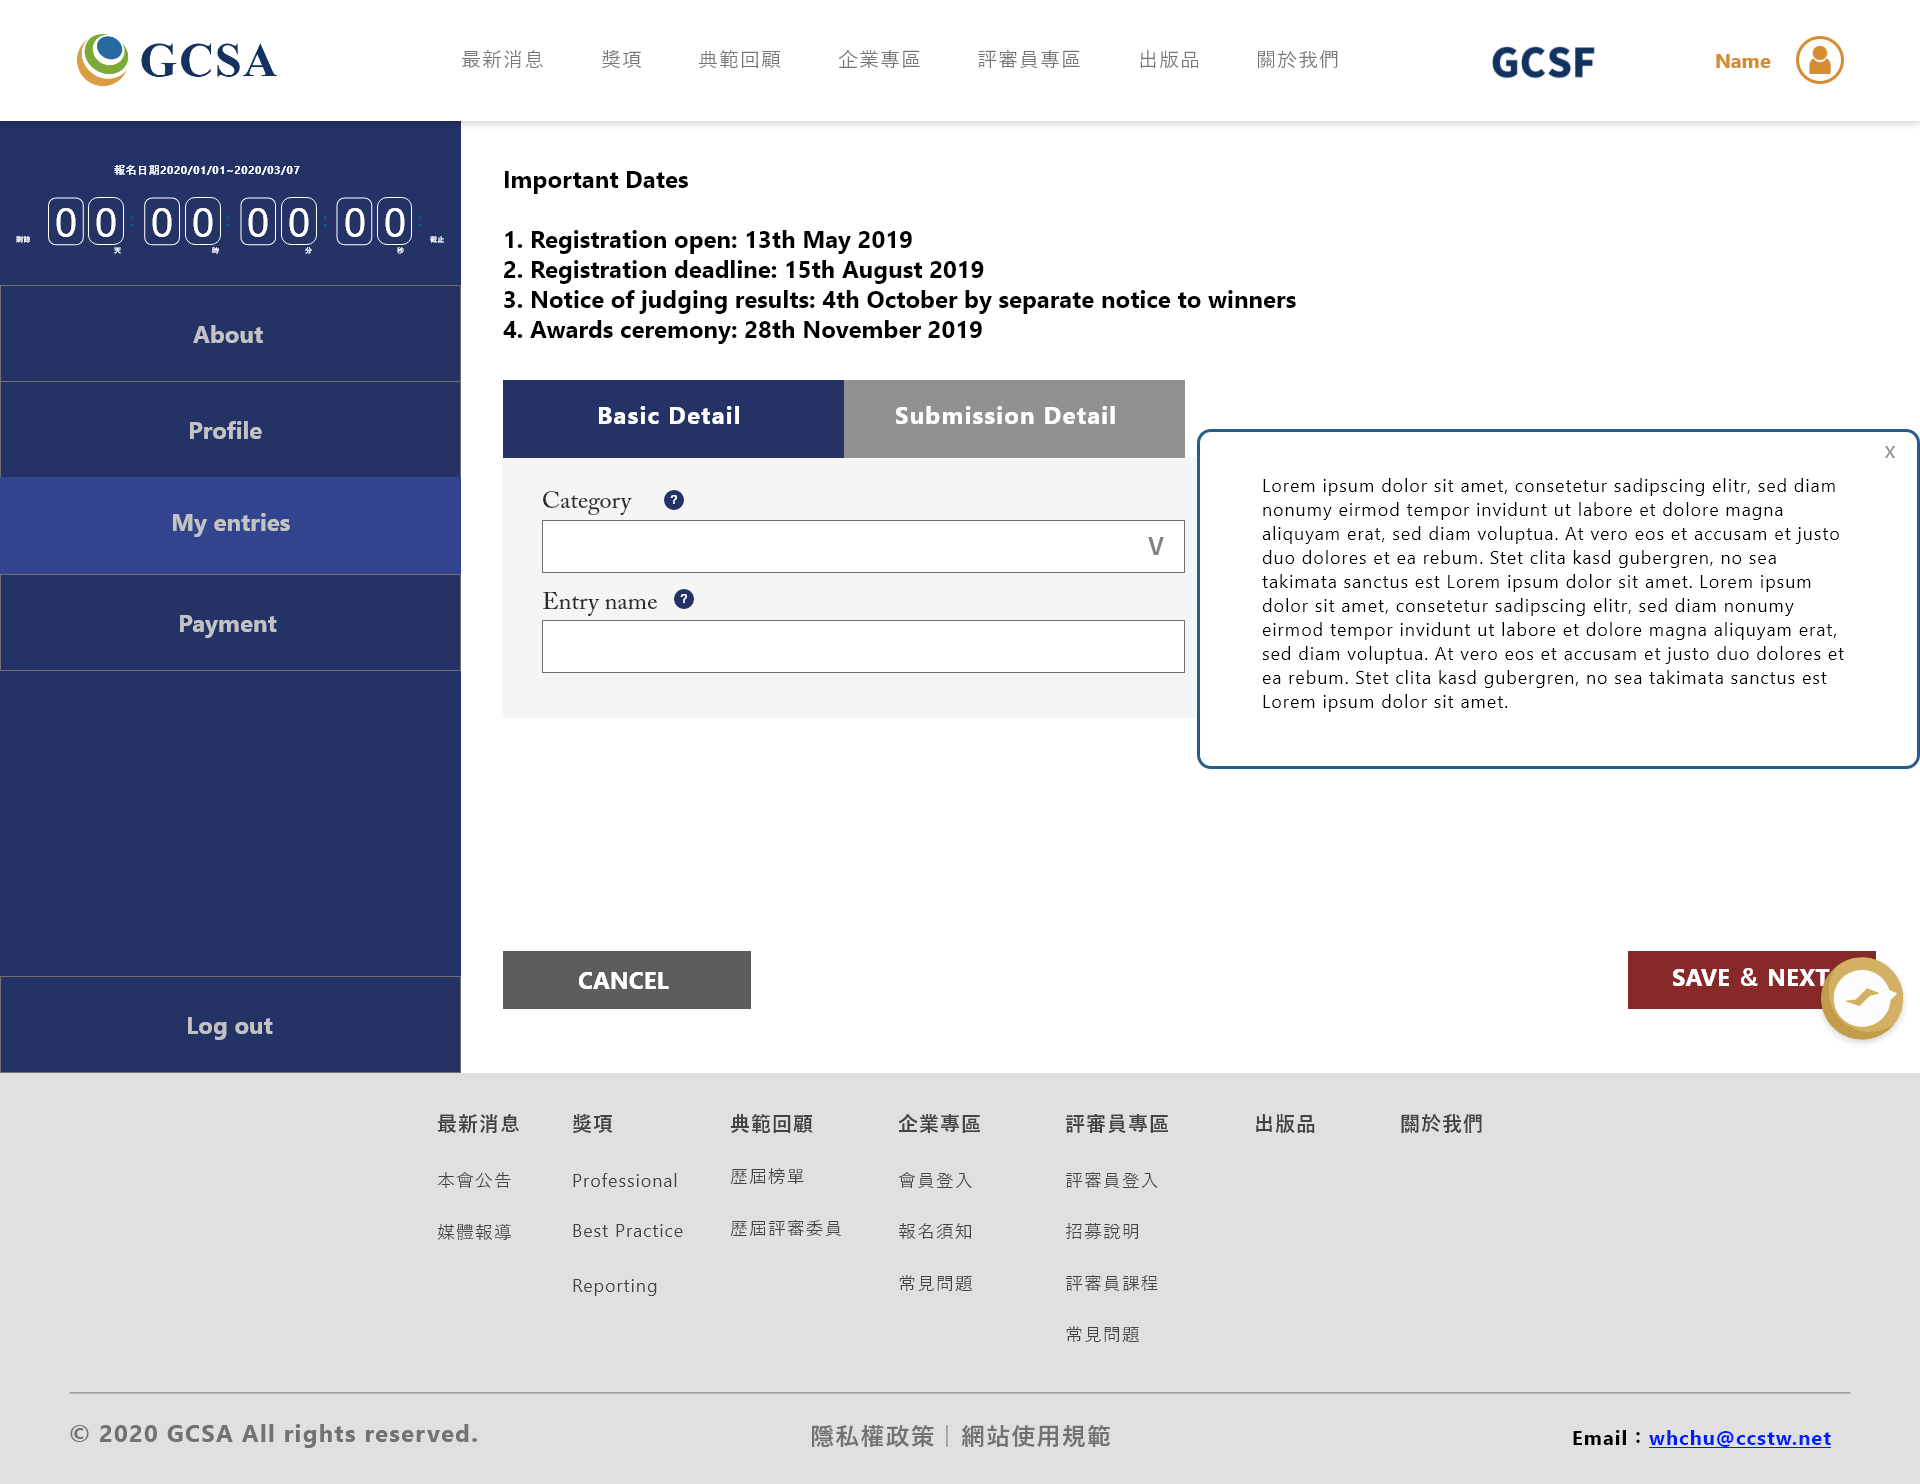 GCSA
最新消息 獎項 典範回顧 企業專區 評審員專區 出版品 關於我們
GCSF
Name
報名日期2020/01/01~2020/03/07
剩餘 00 : 00 : 00 : 00 : 截止
天 時 分 秒
About
Profile
My entries
Payment
Log out
Important Dates
1. Registration open: 13th May 2019
2. Registration deadline: 15th August 2019
3. Notice of judging results: 4th October by separate notice to winners
4. Awards ceremony: 28th November 2019
Basic Detail Submission Detail
Category ?
V
Entry name ?
X
Lorem ipsum dolor sit amet, consetetur sadipscing elitr, sed diam
nonumy eirmod tempor invidunt ut labore et dolore magna
aliquyam erat, sed diam voluptua. At vero eos et accusam et justo
duo dolores et ea rebum. Stet clita kasd gubergren, no sea
takimata sanctus est Lorem ipsum dolor sit amet. Lorem ipsum
dolor sit amet, consetetur sadipscing elitr, sed diam nonumy
eirmod tempor invidunt ut labore et dolore magna aliquyam erat,
sed diam voluptua. At vero eos et accusam et justo duo dolores et
ea rebum. Stet clita kasd gubergren, no sea takimata sanctus est
Lorem ipsum dolor sit amet.
CANCEL
SAVE & NEXT
最新消息
本會公告
媒體報導
獎項
Professional
Best Practice
Reporting
典範回顧
歷屆榜單
歷屆評審委員
企業專區
會員登入
報名須知
常見問題
評審員專區
評審員登入
招募說明
評審員課程
常見問題
出版品
關於我們
© 2020 GCSA All rights reserved.
隱私權政策｜網站使用規範
Email：whchu@ccstw.net